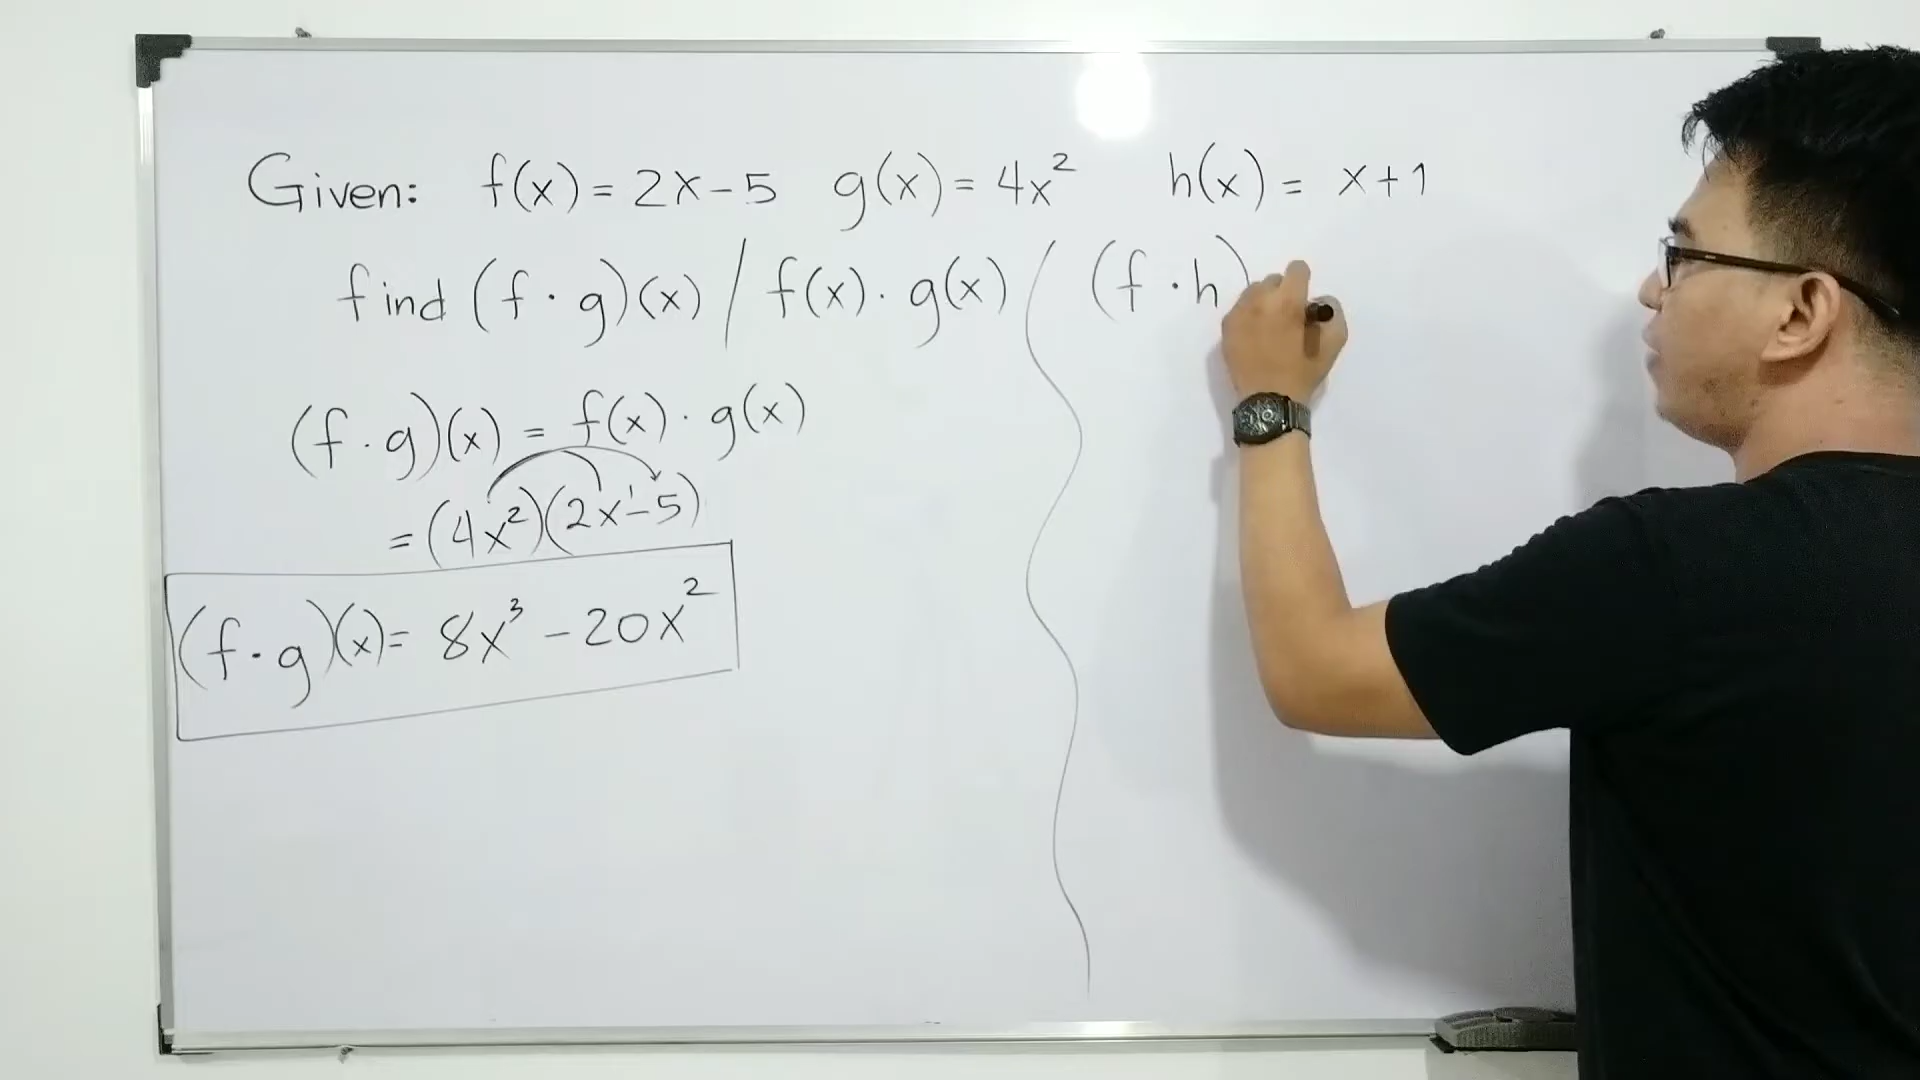 Given: f(x) = 2x - 5 g(x) = 4x² h(x) = x + 1
find (f · g)(x) / f(x) · g(x)
(f · g)(x) = f(x) · g(x)
= (4x²)(2x¹ - 5)
(f · g)(x) = 8x³ - 20x²
(f · h)